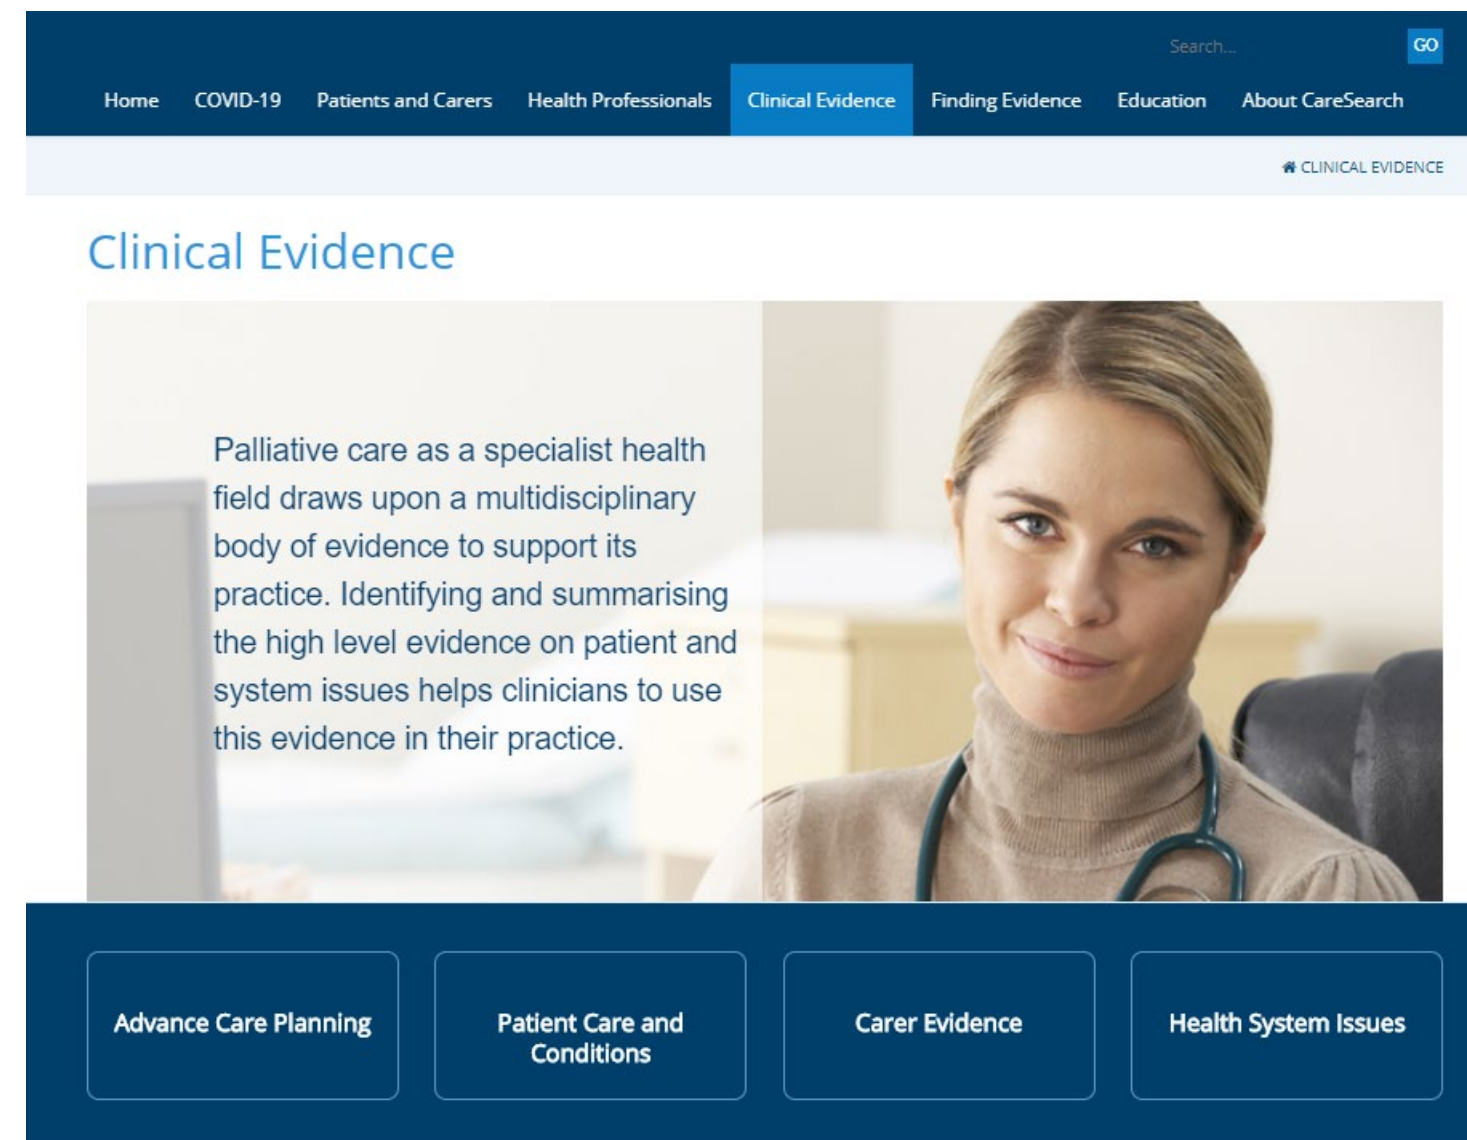 Search...
GO
Home
COVID-19
Patients and Carers
Health Professionals
Clinical Evidence
Finding Evidence
Education
About CareSearch
CLINICAL EVIDENCE
Clinical Evidence
Palliative care as a specialist health
field draws upon a multidisciplinary
body of evidence to support its
practice. Identifying and summarising
the high level evidence on patient and
system issues helps clinicians to use
this evidence in their practice.
Advance Care Planning
Patient Care and
Conditions
Carer Evidence
Health System Issues